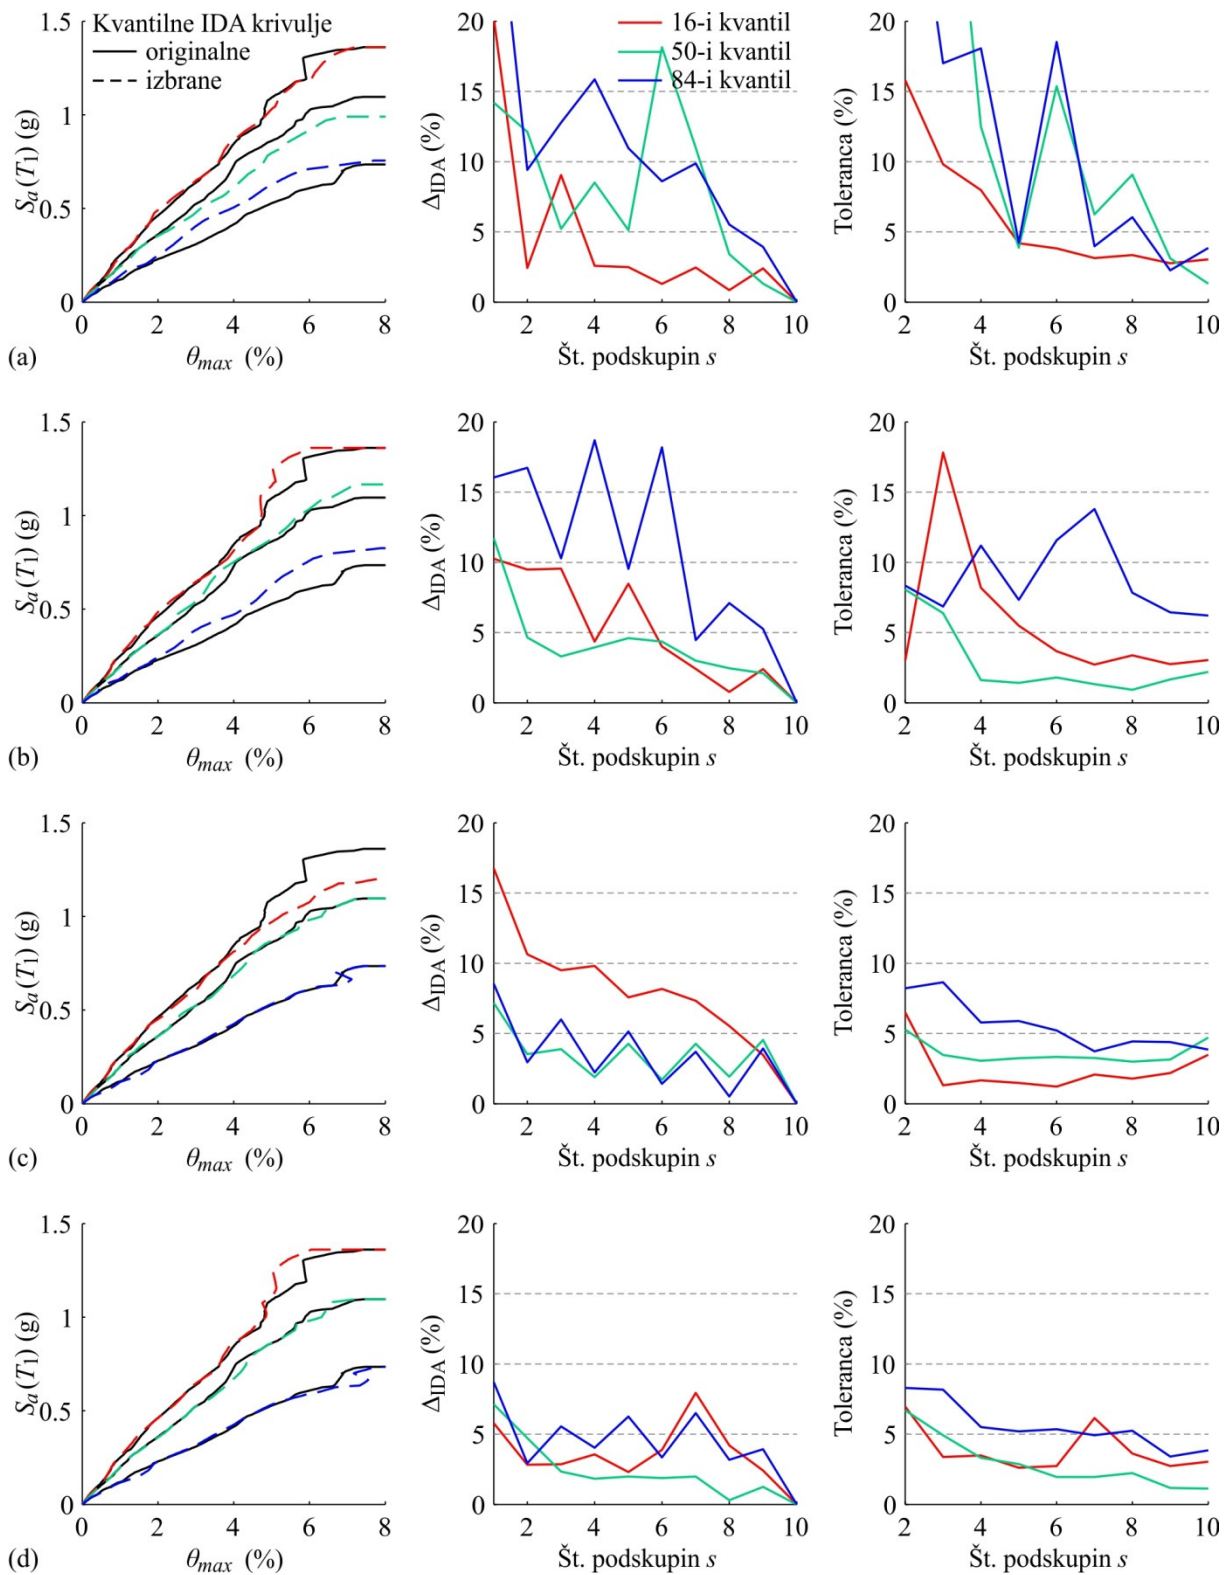 Kvantilne IDA krivulje
originalne
izbrane
1.5
1
0.5
0
Sa(T1) (g)
0 2 4 6 8
θmax (%)
(a)
16-i kvantil
50-i kvantil
84-i kvantil
20
15
10
5
0
ΔIDA (%)
2 4 6 8 10
Št. podskupin s
20
15
10
5
0
Toleranca (%)
2 4 6 8 10
Št. podskupin s
1.5
1
0.5
0
Sa(T1) (g)
0 2 4 6 8
θmax (%)
(b)
20
15
10
5
0
ΔIDA (%)
2 4 6 8 10
Št. podskupin s
20
15
10
5
0
Toleranca (%)
2 4 6 8 10
Št. podskupin s
1.5
1
0.5
0
Sa(T1) (g)
0 2 4 6 8
θmax (%)
(c)
20
15
10
5
0
ΔIDA (%)
2 4 6 8 10
Št. podskupin s
20
15
10
5
0
Toleranca (%)
2 4 6 8 10
Št. podskupin s
1.5
1
0.5
0
Sa(T1) (g)
0 2 4 6 8
θmax (%)
(d)
20
15
10
5
0
ΔIDA (%)
2 4 6 8 10
Št. podskupin s
20
15
10
5
0
Toleranca (%)
2 4 6 8 10
Št. podskupin s